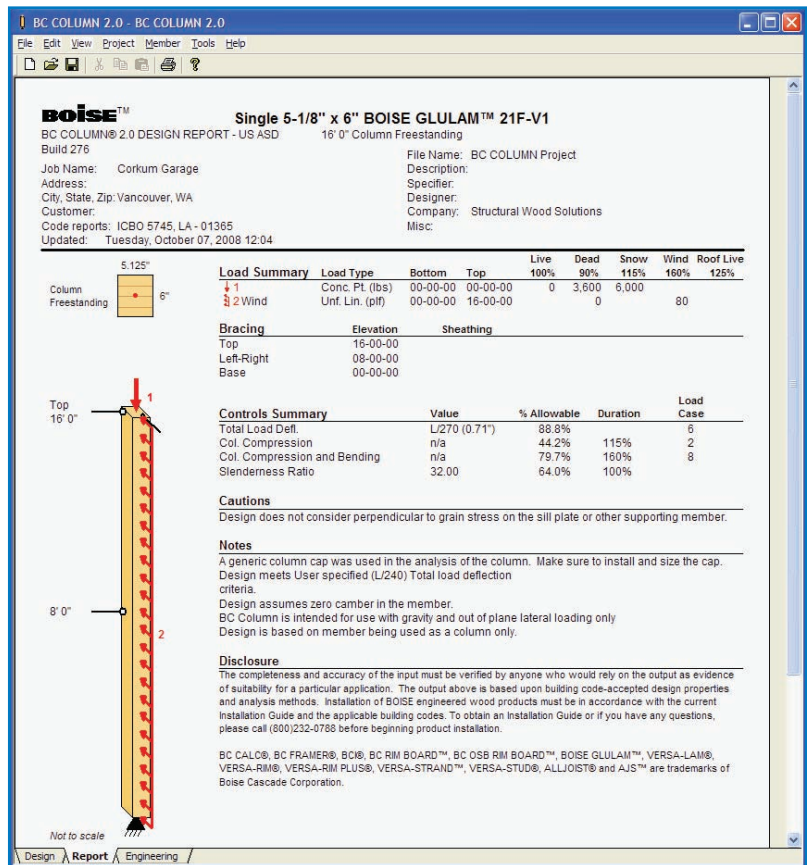 BC COLUMN 2.0 - BC COLUMN 2.0
File Edit View Project Member Tools Help
BOISE™ Single 5-1/8" x 6" BOISE GLULAM™ 21F-V1
BC COLUMN® 2.0 DESIGN REPORT - US ASD 16' 0" Column Freestanding
Build 276
File Name: BC COLUMN Project
Job Name: Corkum Garage Description:
Address: Specifier:
City, State, Zip: Vancouver, WA Designer:
Customer: Company: Structural Wood Solutions
Code reports: ICBO 5745, LA - 01365 Misc:
Updated: Tuesday, October 07, 2008 12:04
5.125"
Column
Freestanding
6"
Live Dead Snow Wind Roof Live
Load Summary Load Type Bottom Top 100% 90% 115% 160% 125%
1 Conc. Pt. (lbs) 00-00-00 00-00-00 0 3,600 6,000
2 Wind Unf. Lin. (plf) 00-00-00 16-00-00 0 80
Bracing Elevation Sheathing
Top 16-00-00
Left-Right 08-00-00
Base 00-00-00
Top
16' 0"
1
8' 0"
2
Not to scale
Load
Controls Summary Value % Allowable Duration Case
Total Load Defl. L/270 (0.71") 88.8% 6
Col. Compression n/a 44.2% 115% 2
Col. Compression and Bending n/a 79.7% 160% 8
Slenderness Ratio 32.00 64.0% 100%
Cautions
Design does not consider perpendicular to grain stress on the sill plate or other supporting member.
Notes
A generic column cap was used in the analysis of the column. Make sure to install and size the cap.
Design meets User specified (L/240) Total load deflection
criteria.
Design assumes zero camber in the member.
BC Column is intended for use with gravity and out of plane lateral loading only
Design is based on member being used as a column only.
Disclosure
The completeness and accuracy of the input must be verified by anyone who would rely on the output as evidence
of suitability for a particular application. The output above is based upon building code-accepted design properties
and analysis methods. Installation of BOISE engineered wood products must be in accordance with the current
Installation Guide and the applicable building codes. To obtain an Installation Guide or if you have any questions,
please call (800)232-0788 before beginning product installation.
BC CALC®, BC FRAMER®, BCI®, BC RIM BOARD™, BC OSB RIM BOARD™, BOISE GLULAM™, VERSA-LAM®,
VERSA-RIM®, VERSA-RIM PLUS®, VERSA-STRAND™, VERSA-STUD®, ALLJOIST® and AJS™ are trademarks of
Boise Cascade Corporation.
Design Report Engineering